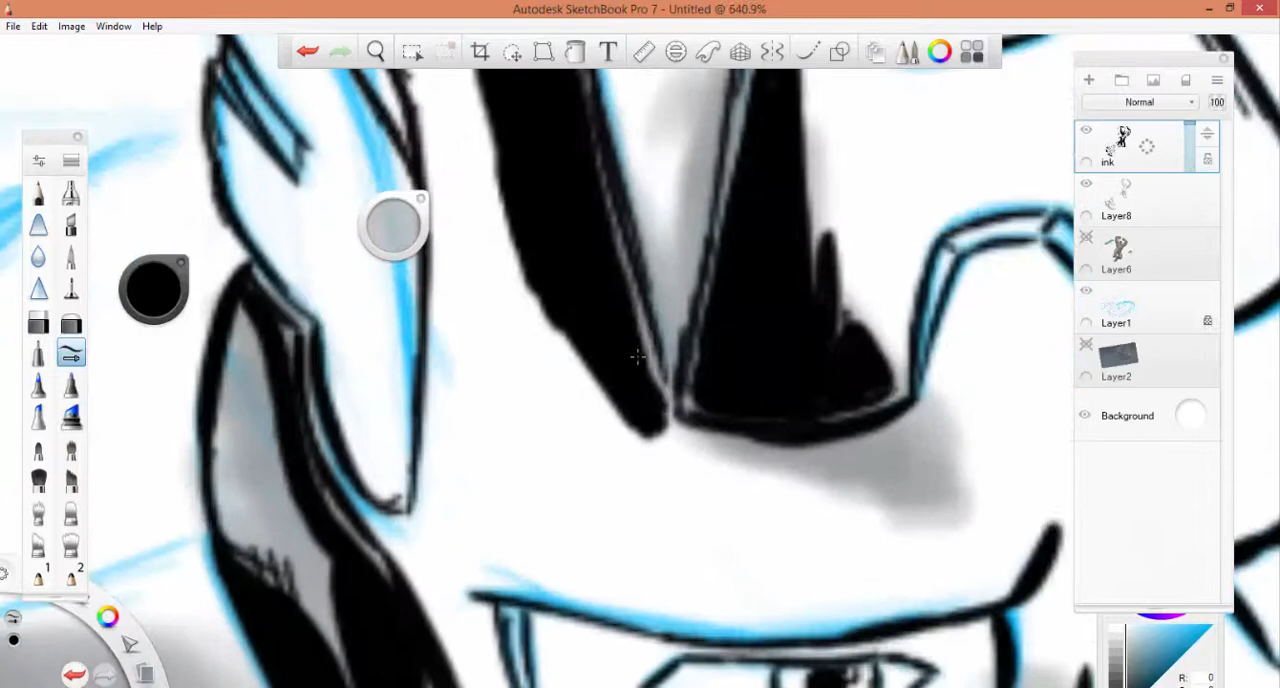 Autodesk SketchBook Pro 7 - Untitled @ 640.9%
File Edit Image Window Help
T
Normal 100
ink
Layer8
Layer6
Layer1
Layer2
Background
1 2
R: 0